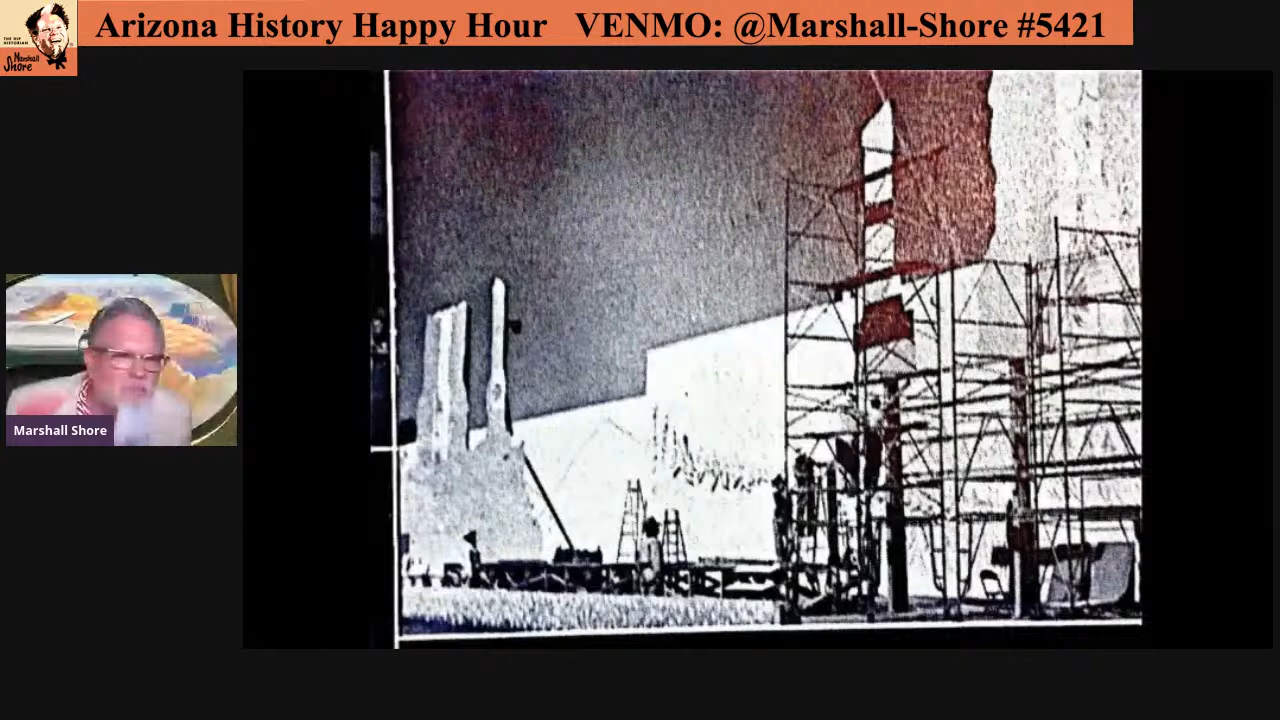 Arizona History Happy Hour VENMO: @Marshall-Shore #5421
THE HIP
HISTORIAN
Marshall
Shore
Marshall Shore